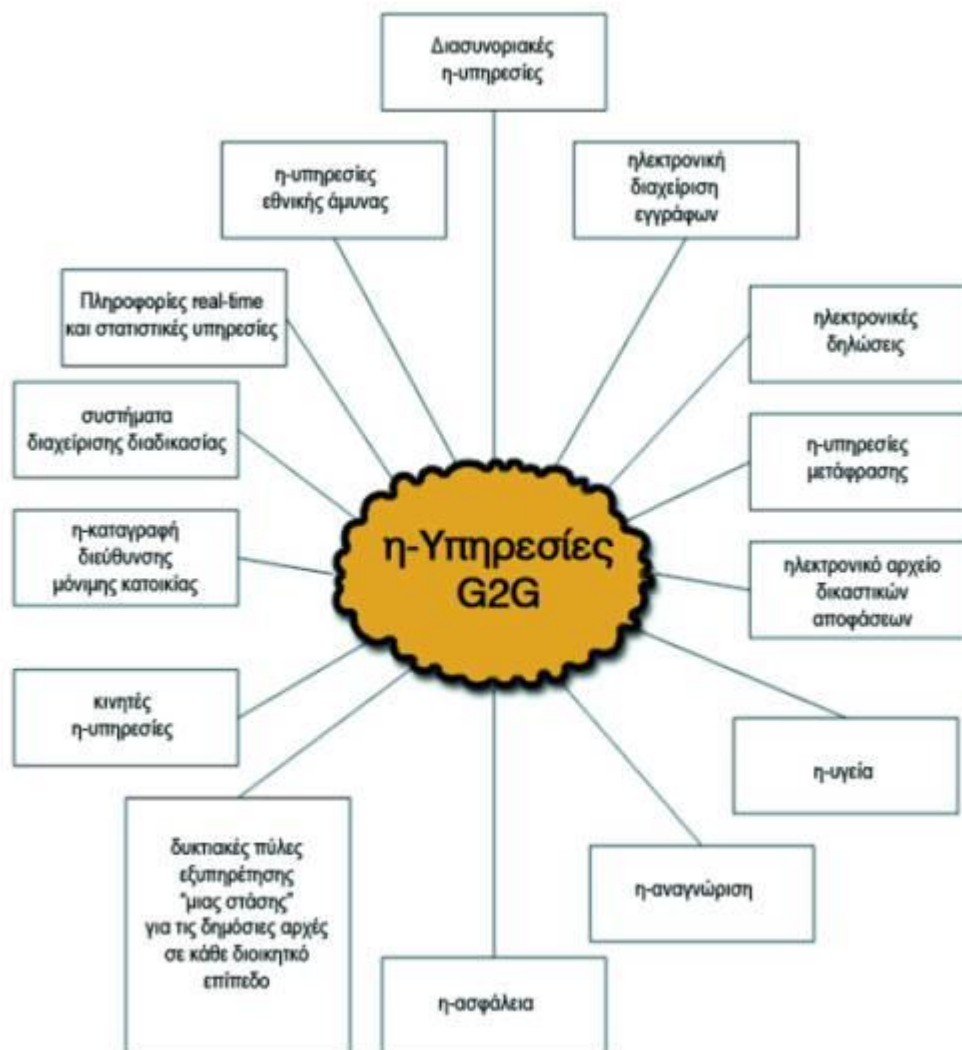 Διασυνοριακές
η-υπηρεσίες
η-υπηρεσίες
εθνικής άμυνας
ηλεκτρονική
διαχείριση
εγγράφων
Πληροφορίες real-time
και στατιστικές υπηρεσίες
ηλεκτρονικές
δηλώσεις
συστήματα
διαχείρισης διαδικασίας
η-υπηρεσίες
μετάφρασης
η-καταγραφή
διεύθυνσης
μόνιμης κατοικίας
η-Υπηρεσίες
G2G
ηλεκτρονικό αρχείο
δικαστικών
αποφάσεων
κινητές
η-υπηρεσίες
η-υγεία
δυκτιακές πύλες
εξυπηρέτησης
"μιας στάσης"
για τις δημόσιες αρχές
σε κάθε διοικητκό
επίπεδο
η-αναγνώριση
η-ασφάλεια